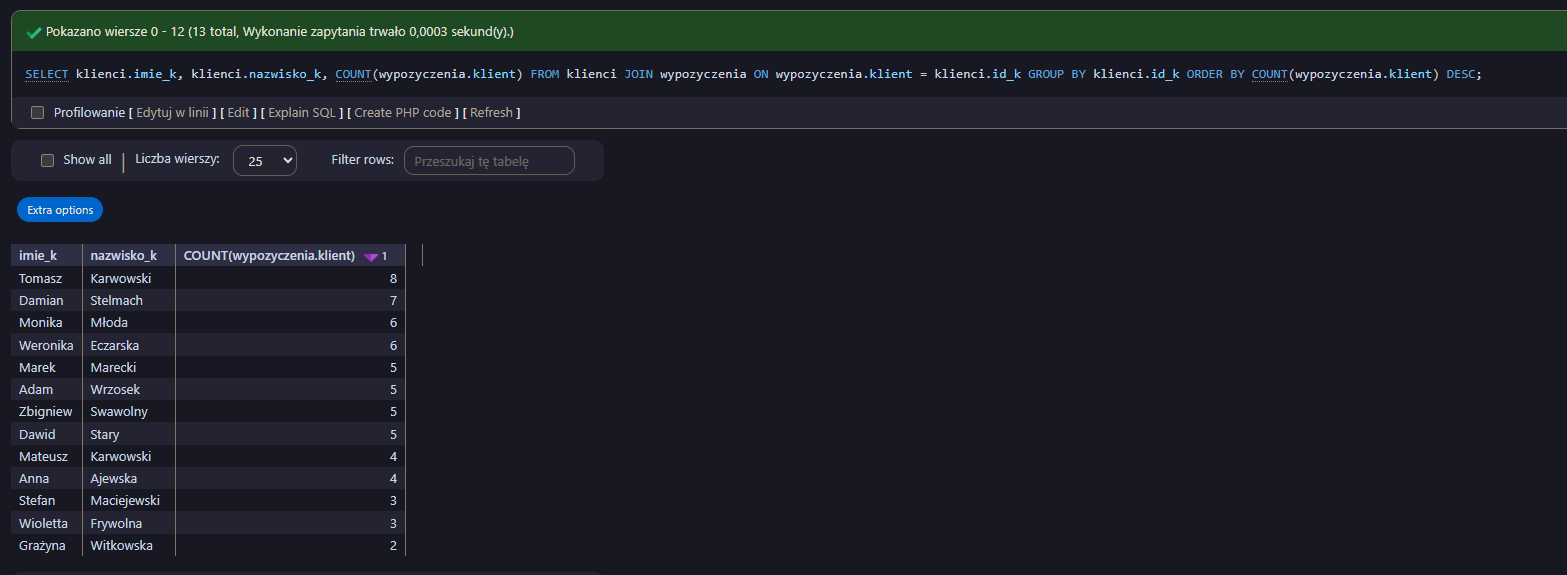 Pokazano wiersze 0 - 12 (13 total, Wykonanie zapytania trwało 0,0003 sekund(y).)
SELECT klienci.imie_k, klienci.nazwisko_k, COUNT(wypozyczenia.klient) FROM klienci JOIN wypozyczenia ON wypozyczenia.klient = klienci.id_k GROUP BY klienci.id_k ORDER BY COUNT(wypozyczenia.klient) DESC;
Profilowanie [ Edytuj w linii ] [ Edit ] [ Explain SQL ] [ Create PHP code ] [ Refresh ]
Show all | Liczba wierszy: 25 Filter rows: Przeszukaj tę tabelę
Extra options
imie_k nazwisko_k COUNT(wypozyczenia.klient) 1
Tomasz Karwowski 8
Damian Stelmach 7
Monika Młoda 6
Weronika Eczarska 6
Marek Marecki 5
Adam Wrzosek 5
Zbigniew Swawolny 5
Dawid Stary 5
Mateusz Karwowski 4
Anna Ajewska 4
Stefan Maciejewski 3
Wioletta Frywolna 3
Grażyna Witkowska 2